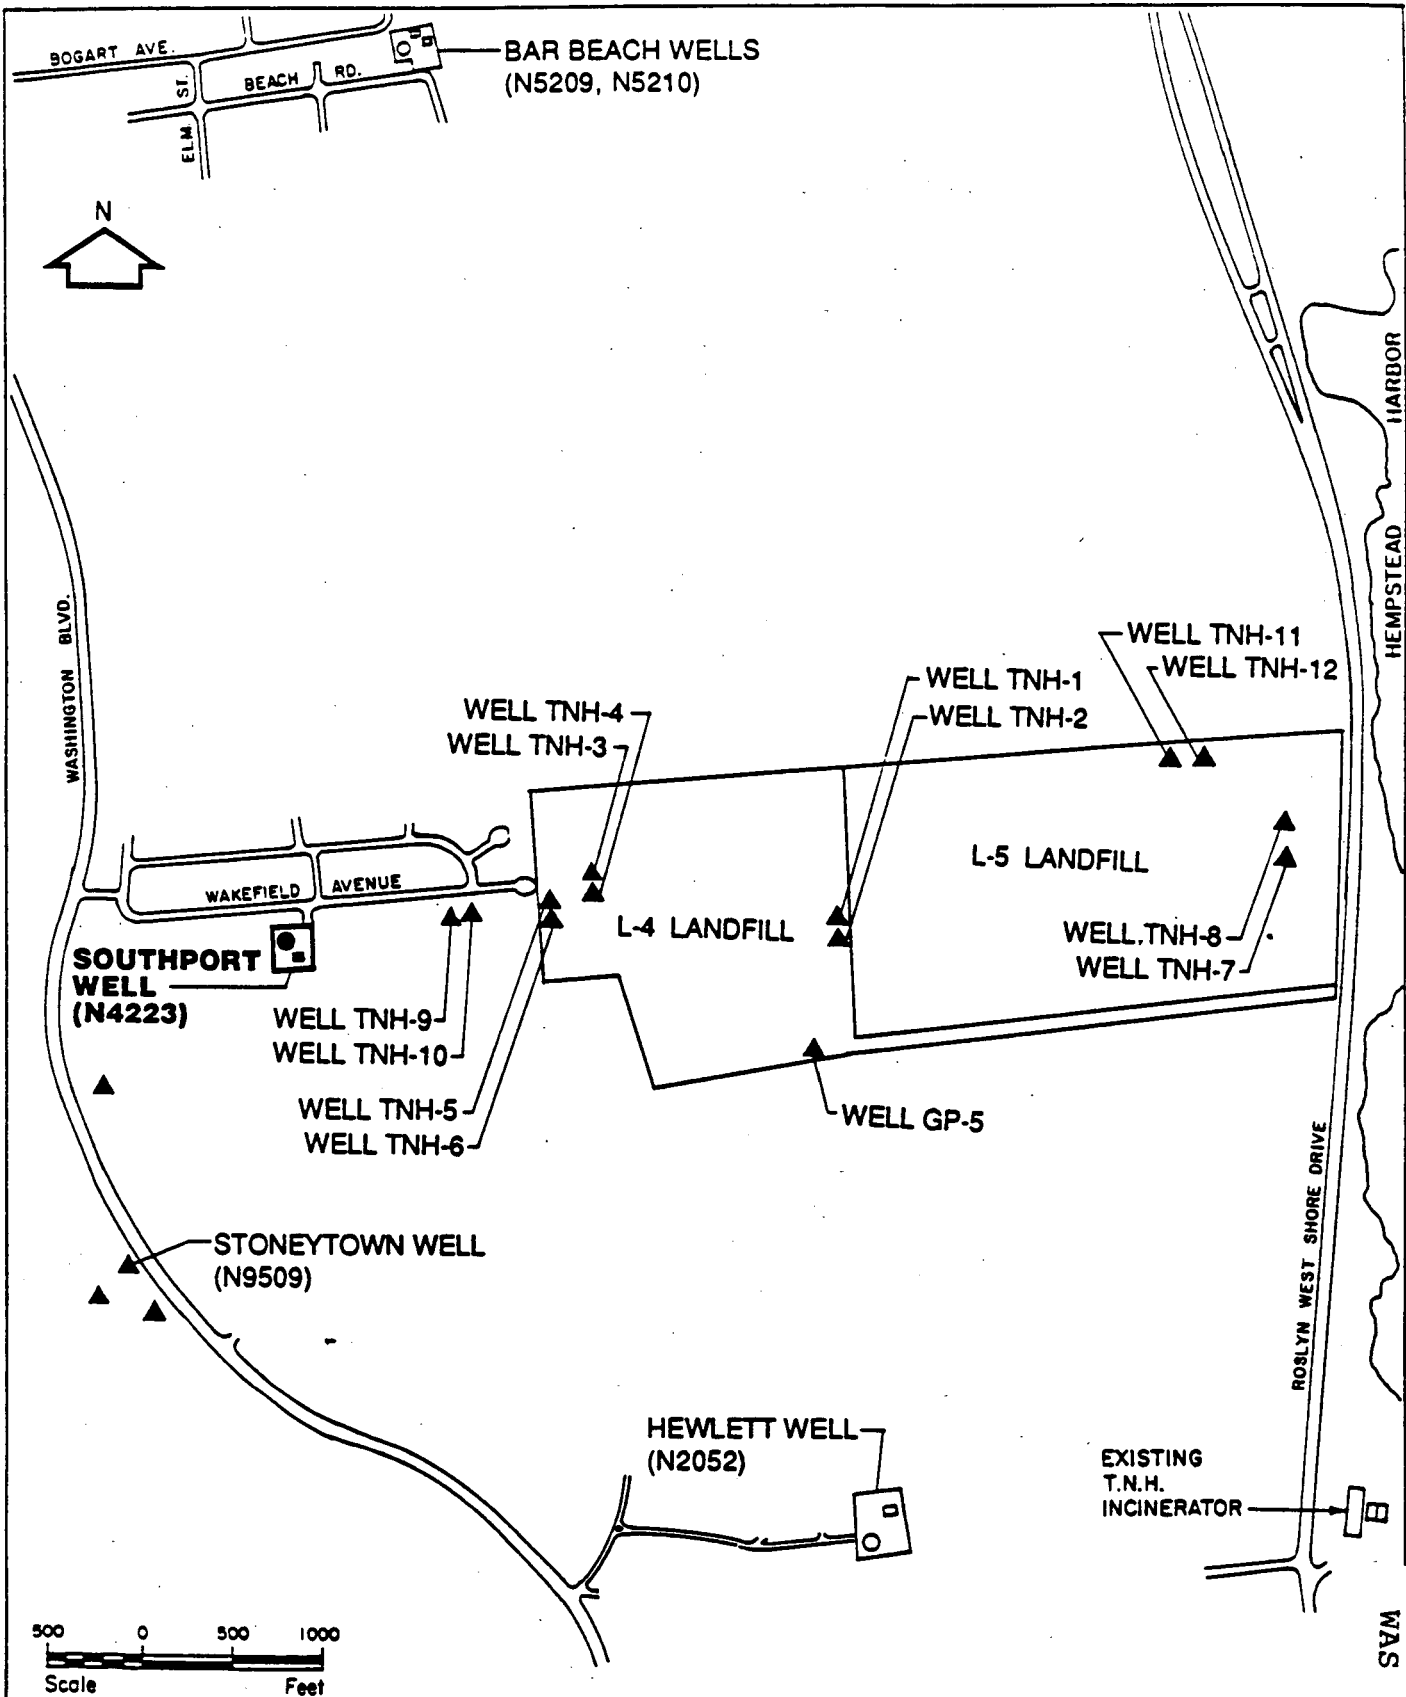 BOGART AVE.
ELM. ST.
BEACH RD.
BAR BEACH WELLS
(N5209, N5210)
N
HEMPSTEAD HARBOR
WASHINGTON BLVD.
WELL TNH-11
WELL TNH-12
WELL TNH-1
WELL TNH-2
WELL TNH-4
WELL TNH-3
L-5 LANDFILL
WAKEFIELD AVENUE
L-4 LANDFILL
WELL.TNH-8
WELL TNH-7
SOUTHPORT
WELL
(N4223)
WELL TNH-9
WELL TNH-10
WELL TNH-5
WELL TNH-6
WELL GP-5
ROSLYN WEST SHORE DRIVE
STONEYTOWN WELL
(N9509)
HEWLETT WELL
(N2052)
EXISTING
T.N.H.
INCINERATOR
500 0 500 1000
Scale Feet
WAS